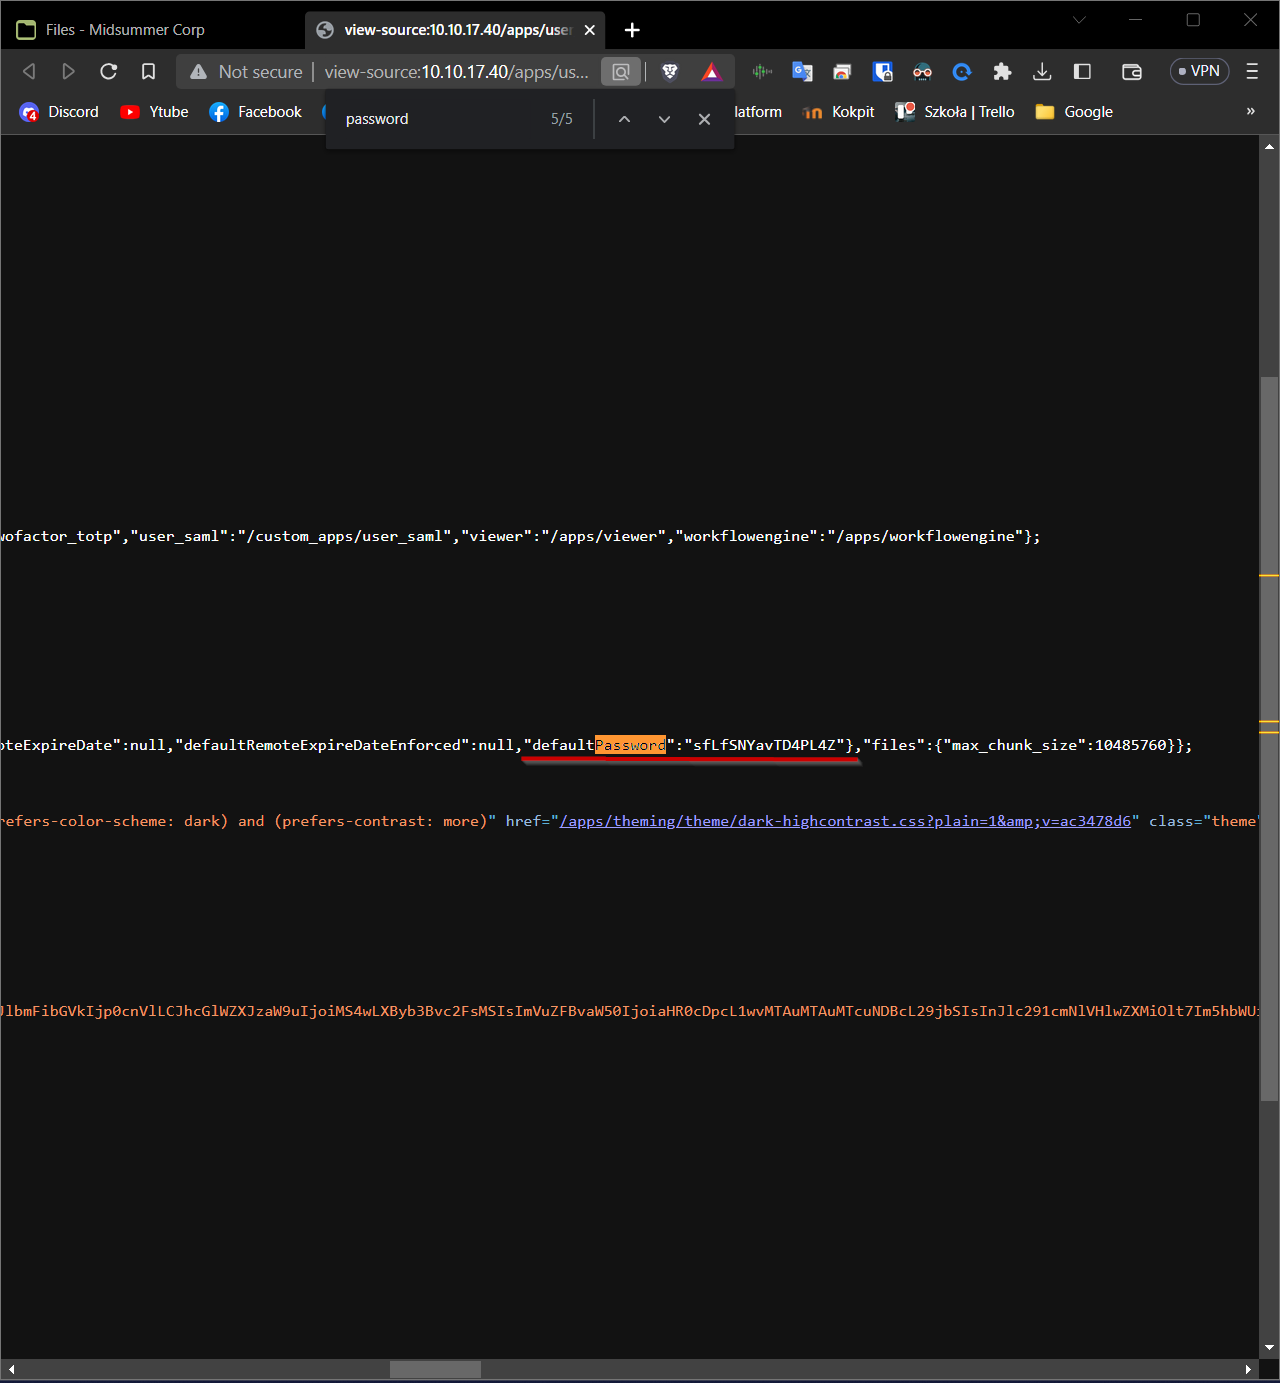 Files - Midsummer Corp
view-source:10.10.17.40/apps/user
Not secure
view-source:10.10.17.40/apps/us...
VPN
4
Discord
Ytube
Facebook
latform
Kokpit
Szkoła | Trello
Google
»
password
5/5
wofactor_totp","user_saml":"/custom_apps/user_saml","viewer":"/apps/viewer","workflowengine":"/apps/workflowengine"};
oteExpireDate":null,"defaultRemoteExpireDateEnforced":null,"defaultPassword":"sfLfSNYavTD4PL4Z"},"files":{"max_chunk_size":10485760}};
refers-color-scheme: dark) and (prefers-contrast: more)" href="/apps/theming/theme/dark-highcontrast.css?plain=1&amp;v=ac3478d6" class="theme"
JlbmFibGVkIjp0cnVlLCJhcGlWZXJzaW9uIjoiMS4wLXByb3Bvc2FsMSIsImVuZFBvaW50IjoiaHR0cDpcL1wvMTAuMTAuMTcuNDBcL29jbSIsInJlc291cmNlVHlwZXMiOlt7Im5hbWUi